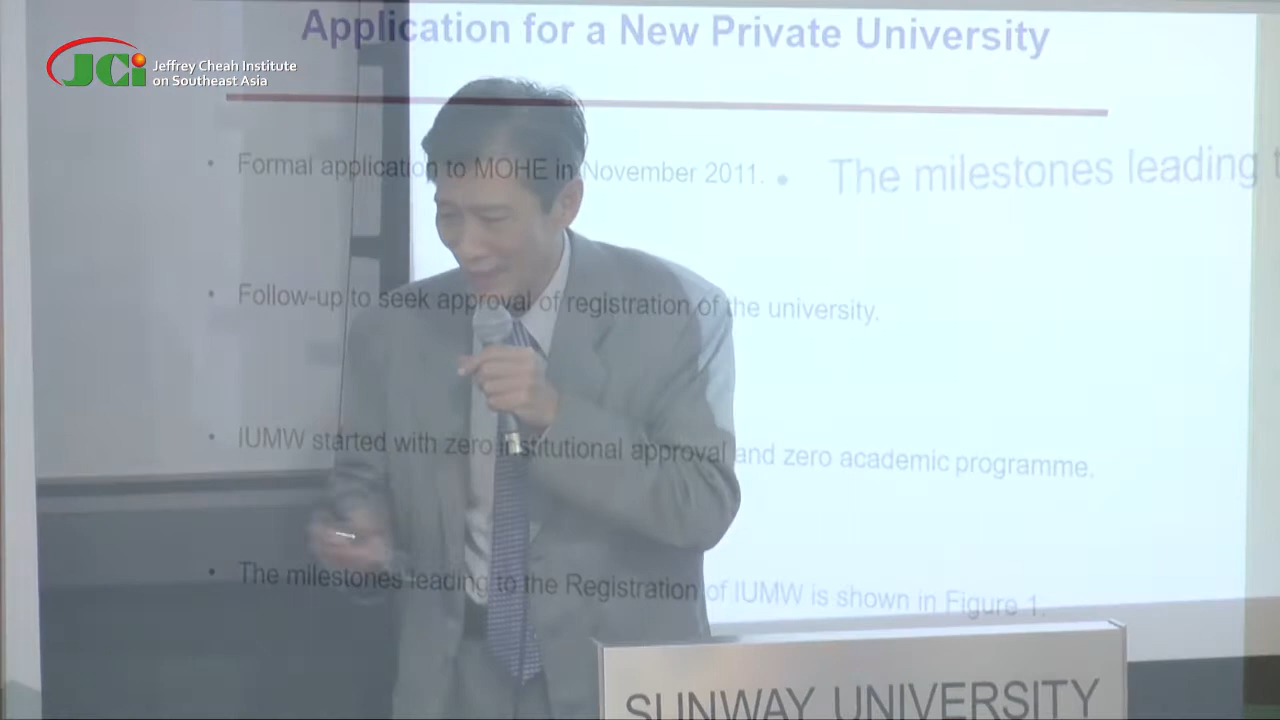 Application for a New Private University
JCi Jeffrey Cheah Institute
on Southeast Asia
• Formal application to MOHE in November 2011.
• The milestones leading
• Follow-up to seek approval of registration of the university.
• IUMW started with zero institutional approval and zero academic programme.
• The milestones leading to the Registration of IUMW is shown in Figure 1.
SUNWAY UNIVERSITY